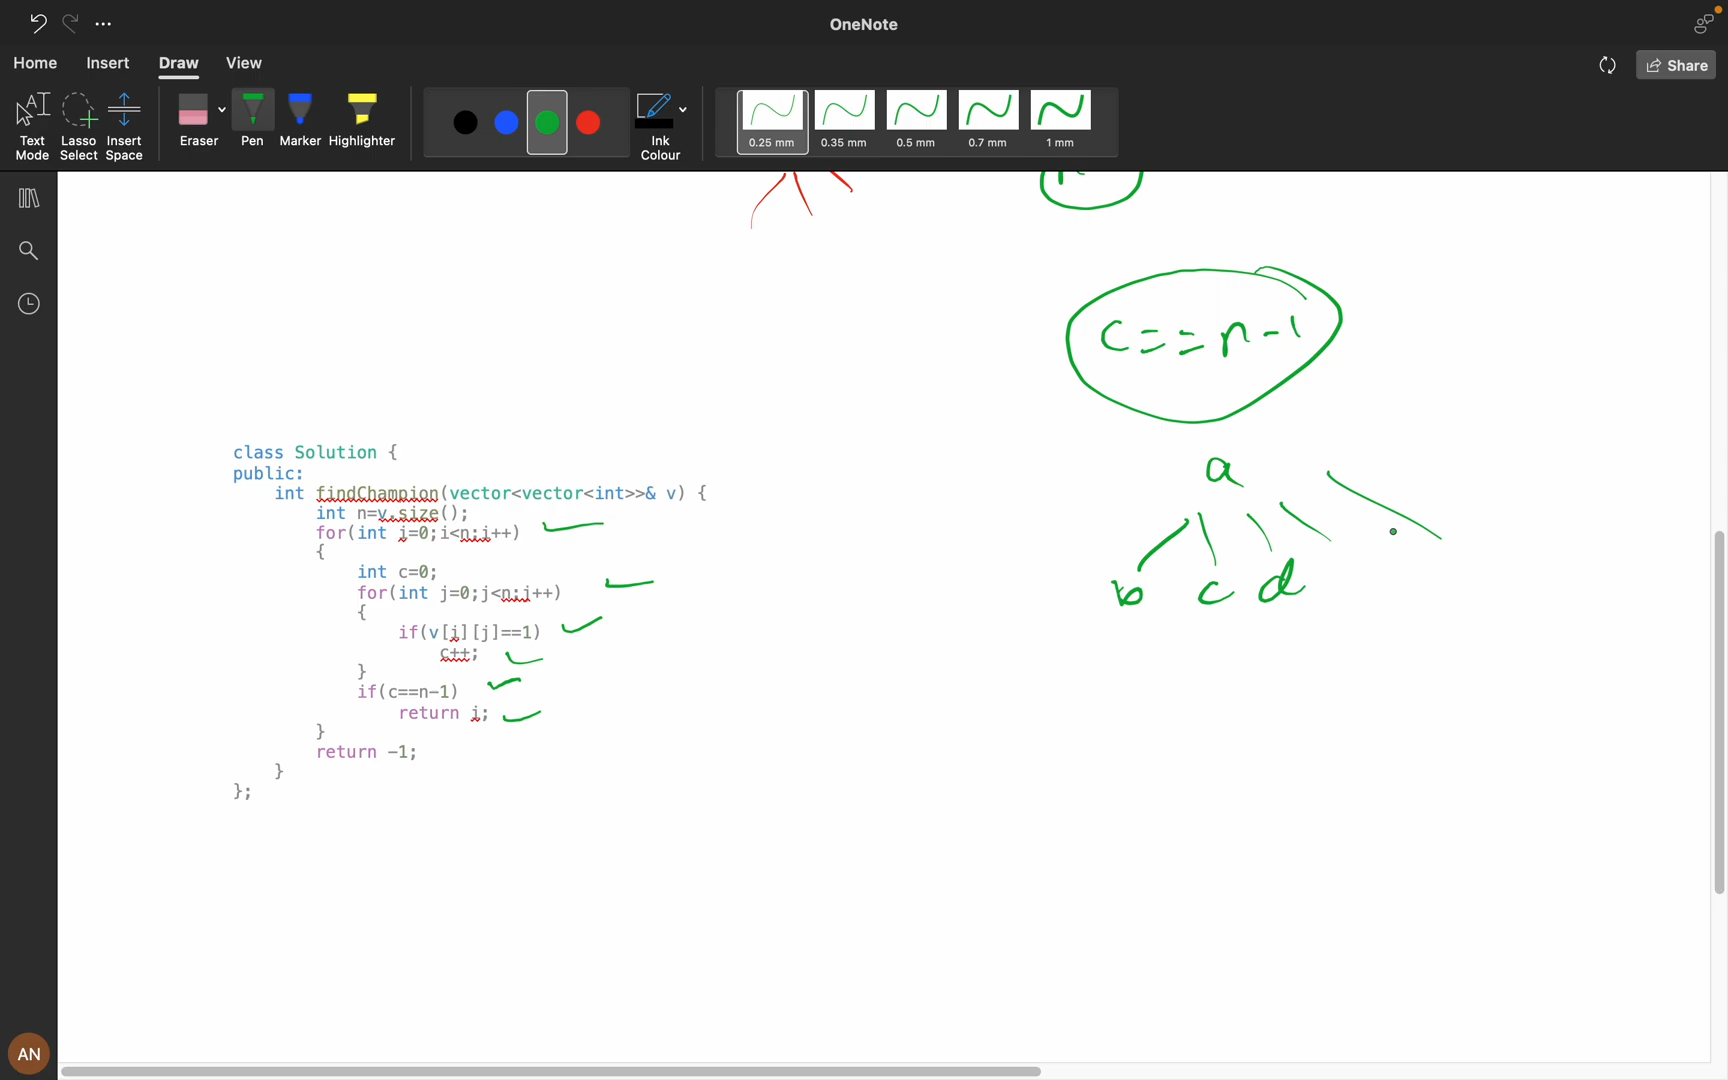 OneNote
Home Insert Draw View
Share
Text Mode
Lasso Select
Insert Space
Eraser
Pen
Marker
Highlighter
Ink Colour
0.25 mm
0.35 mm
0.5 mm
0.7 mm
1 mm
c==n-1
a
b c d
class Solution {
public:
int findChampion(vector<vector<int>>& v) {
int n=v.size();
for(int i=0;i<n;i++)
{
int c=0;
for(int j=0;j<n;j++)
{
if(v[i][j]==1)
c++;
}
if(c==n-1)
return i;
}
return -1;
}
};
AN